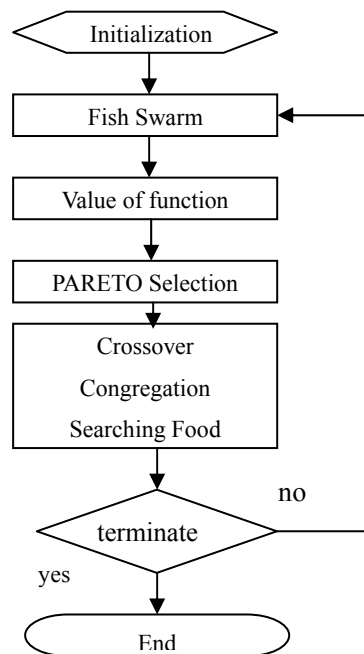 Initialization
Fish Swarm
Value of function
PARETO Selection
Crossover
Congregation
Searching Food
terminate
no
yes
End